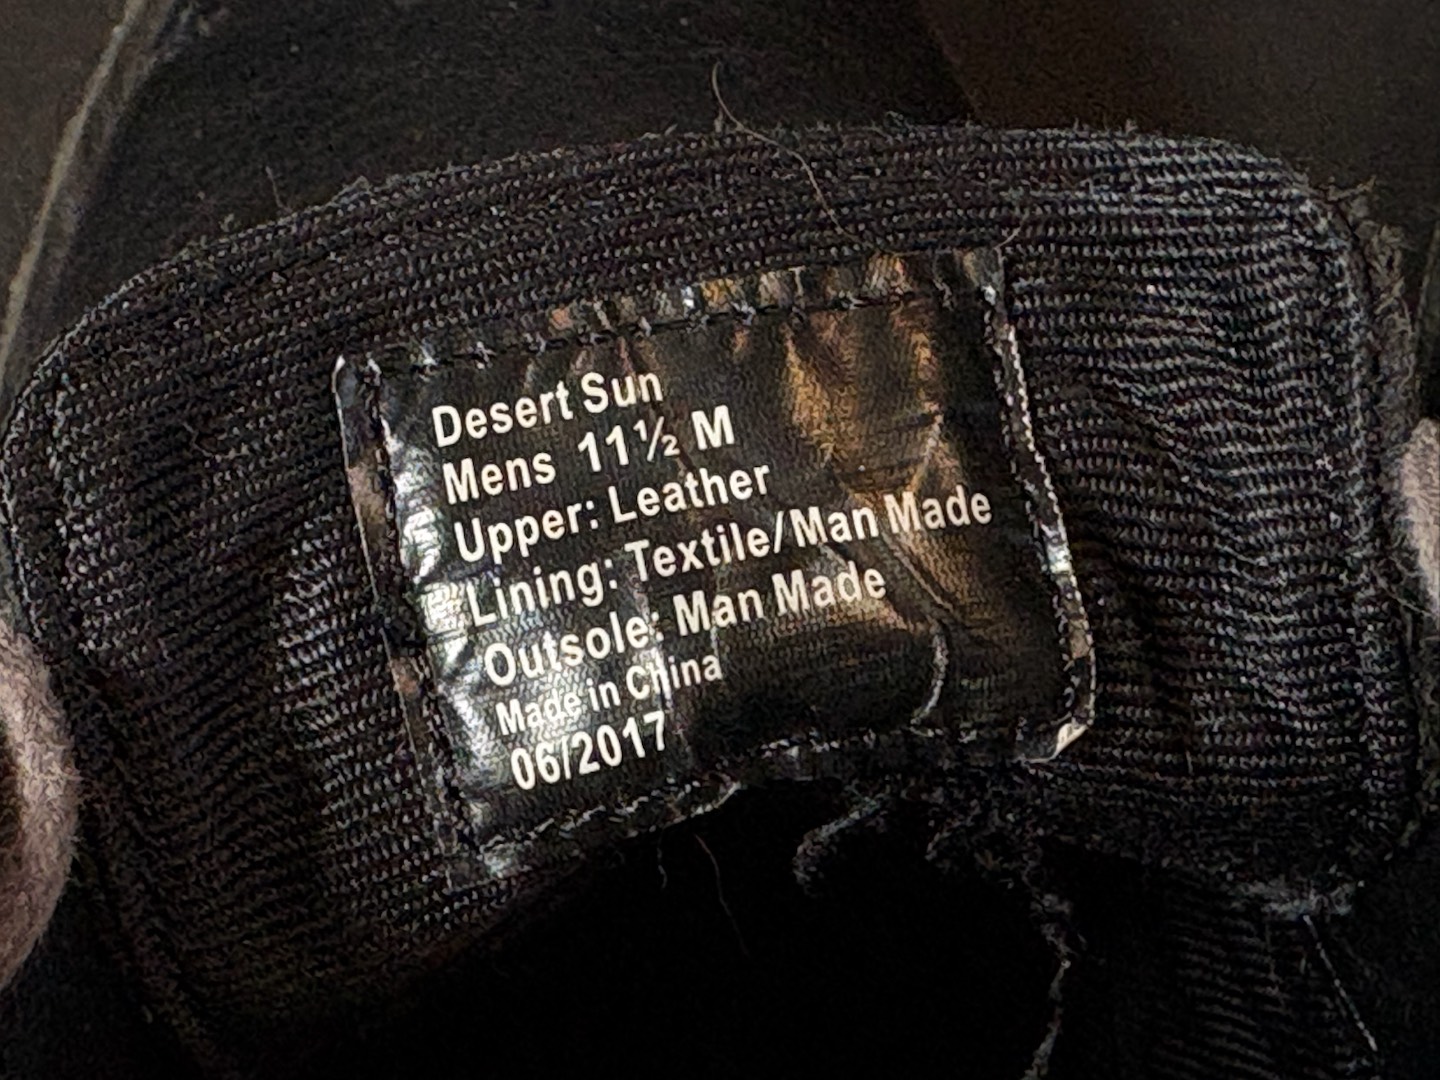 Desert Sun
Mens 11½ M
Upper: Leather
Lining: Textile/Man Made
Outsole: Man Made
Made in China
06/2017